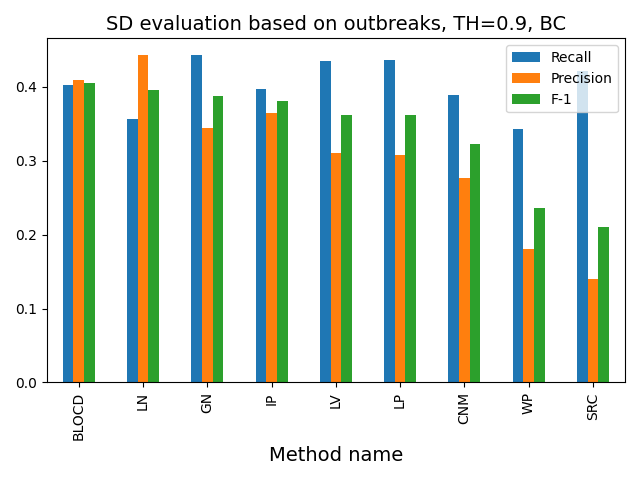 SD evaluation based on outbreaks, TH=0.9, BC
Recall
Precision
F-1
0.4
0.3
0.2
0.1
0.0
BLOCD
LN
GN
IP
LV
LP
CNM
WP
SRC
Method name